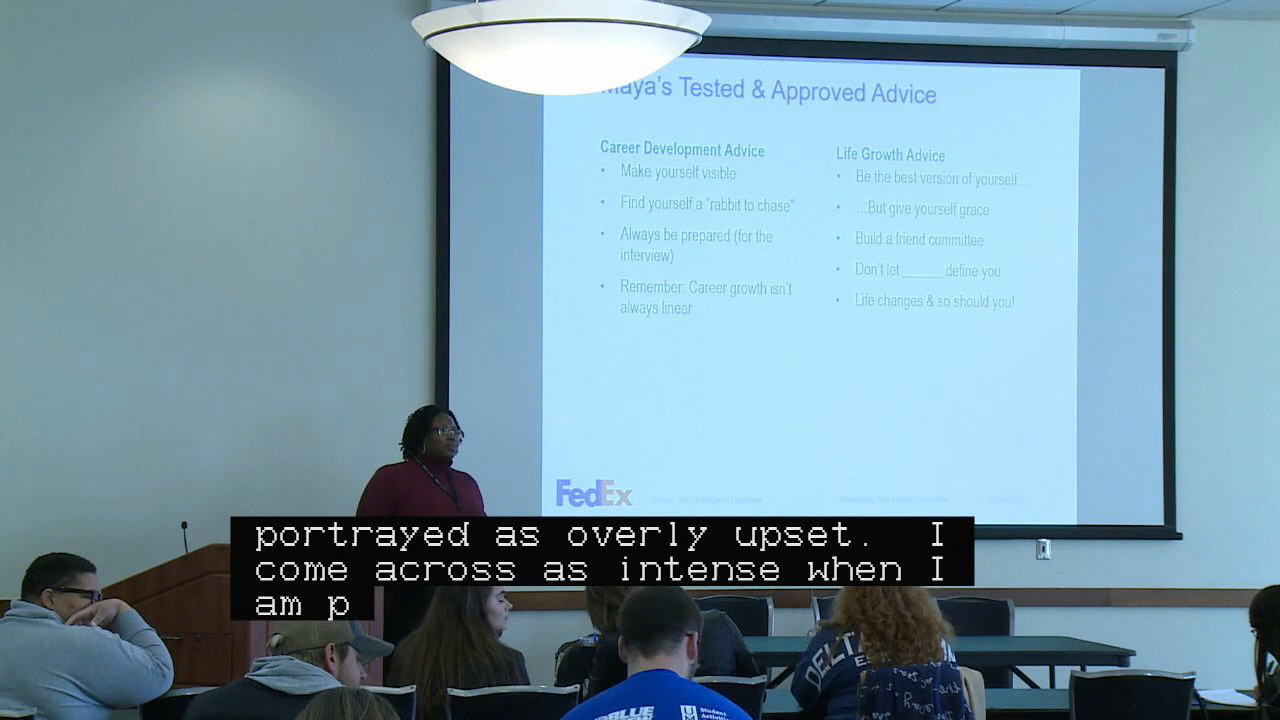 Maya's Tested & Approved Advice
Career Development Advice
• Make yourself visible
• Find yourself a "rabbit to chase"
• Always be prepared (for the
interview)
• Remember: Career growth isn't
always linear
Life Growth Advice
• Be the best version of yourself…
• …But give yourself grace
• Build a friend committee
• Don't let ______ define you
• Life changes & so should you!
FedEx
portrayed as overly upset. I
come across as intense when I
am p
DELT
Student